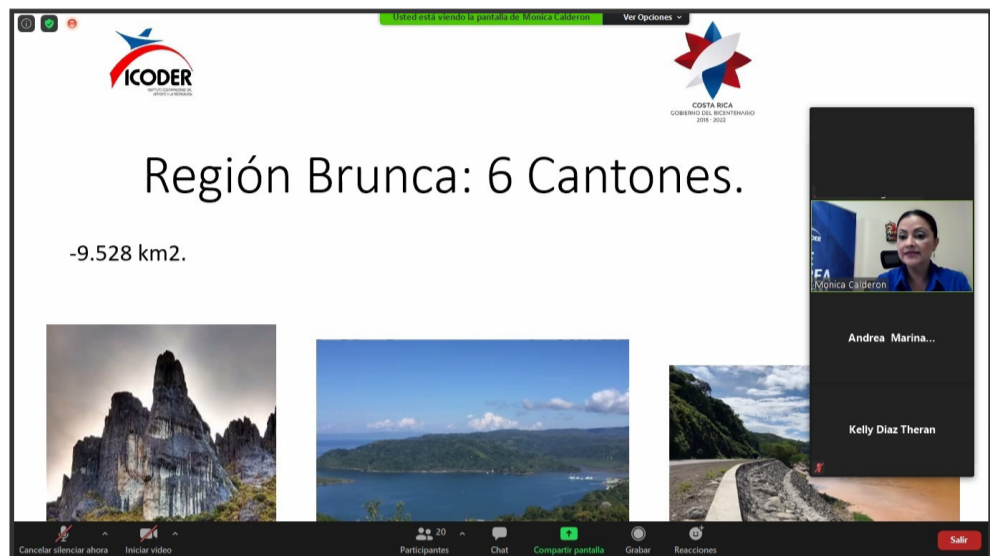 Usted está viendo la pantalla de Monica Calderon
Ver Opciones
ICODER
COSTA RICA
GOBIERNO DEL BICENTENARIO
2018 - 2022
Región Brunca: 6 Cantones.
-9.528 km2.
Monica Calderon
Andrea Marina...
Kelly Diaz Theran
Cancelar silenciar ahora
Iniciar video
20
Participantes
Chat
Compartir pantalla
Grabar
Reacciones
Salir